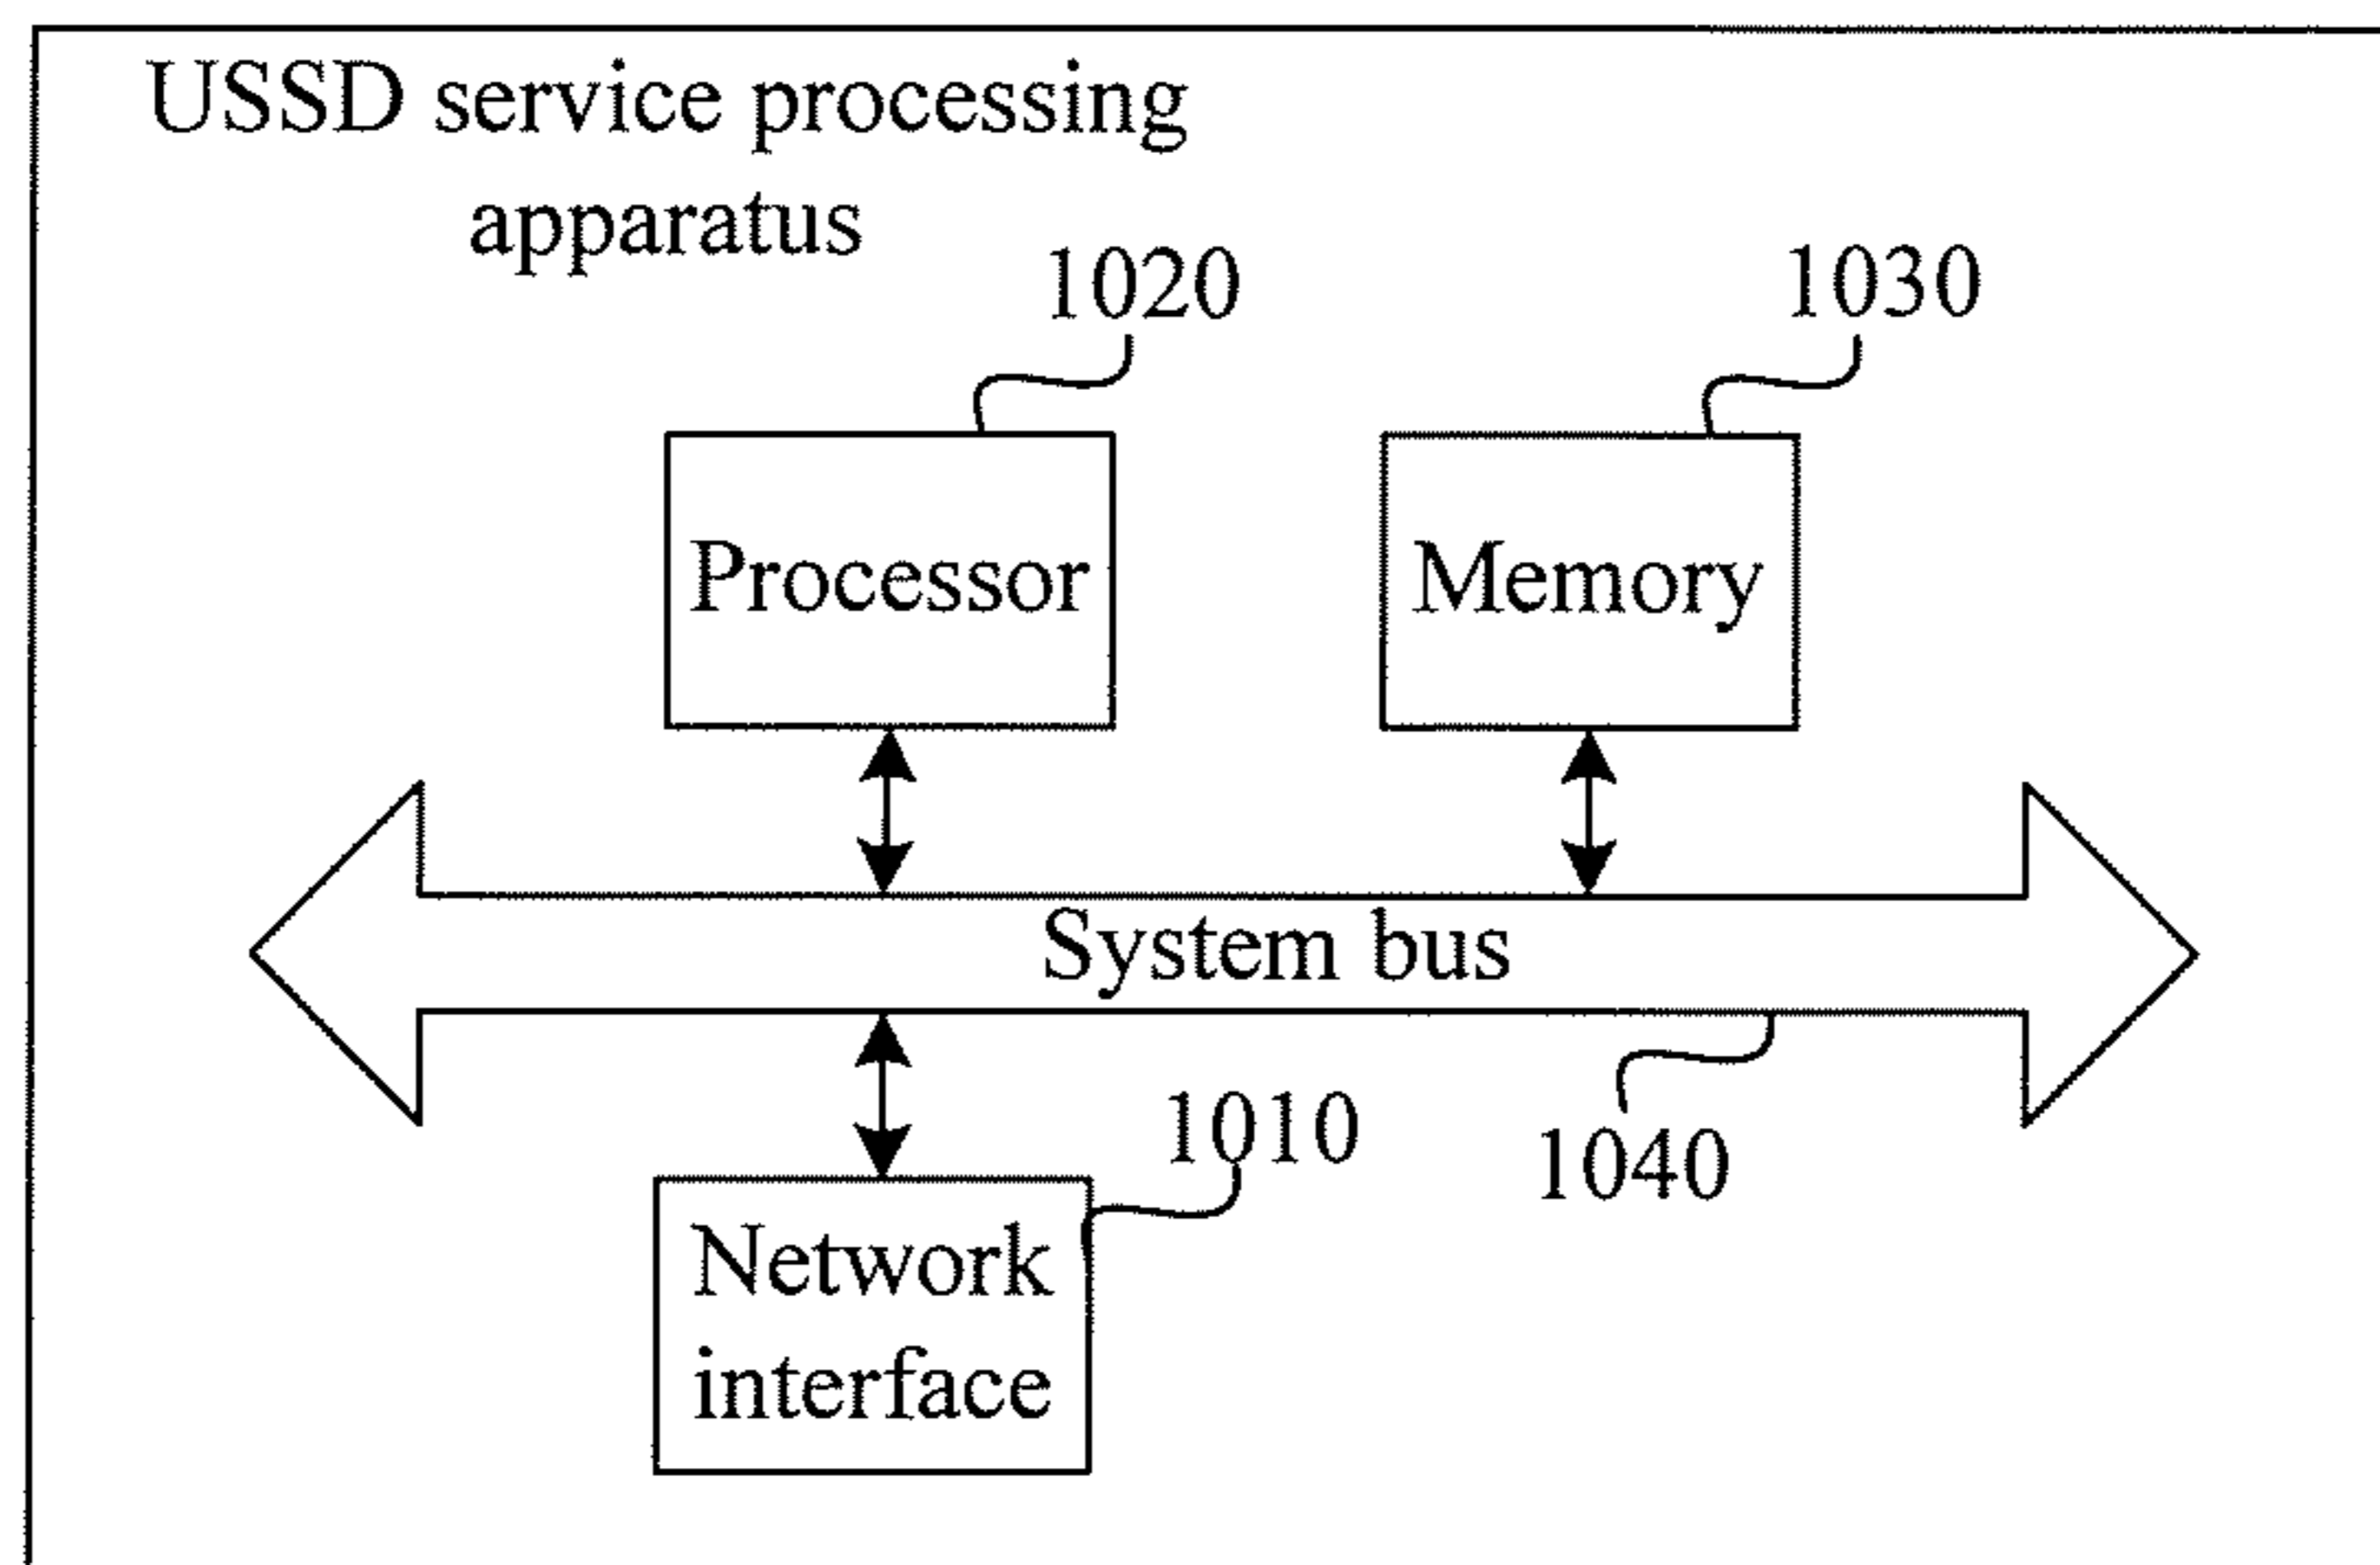 USSD service processing
apparatus
1020
1030
Processor
Memory
System bus
1010
1040
Network
interface